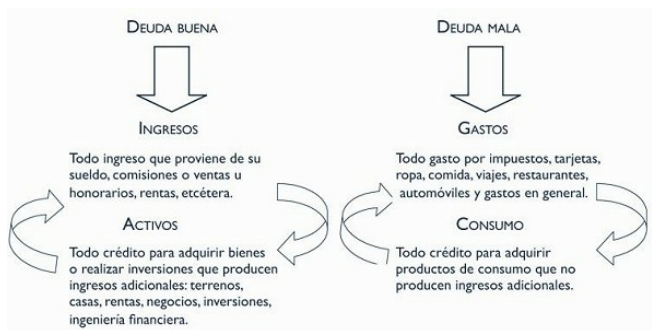 DEUDA BUENA
INGRESOS
Todo ingreso que proviene de su
sueldo, comisiones o ventas u
honorarios, rentas, etcétera.
ACTIVOS
Todo crédito para adquirir bienes
o realizar inversiones que producen
ingresos adicionales: terrenos,
casas, rentas, negocios, inversiones,
ingeniería financiera.
DEUDA MALA
GASTOS
Todo gasto por impuestos, tarjetas,
ropa, comida, viajes, restaurantes,
automóviles y gastos en general.
CONSUMO
Todo crédito para adquirir
productos de consumo que no
producen ingresos adicionales.